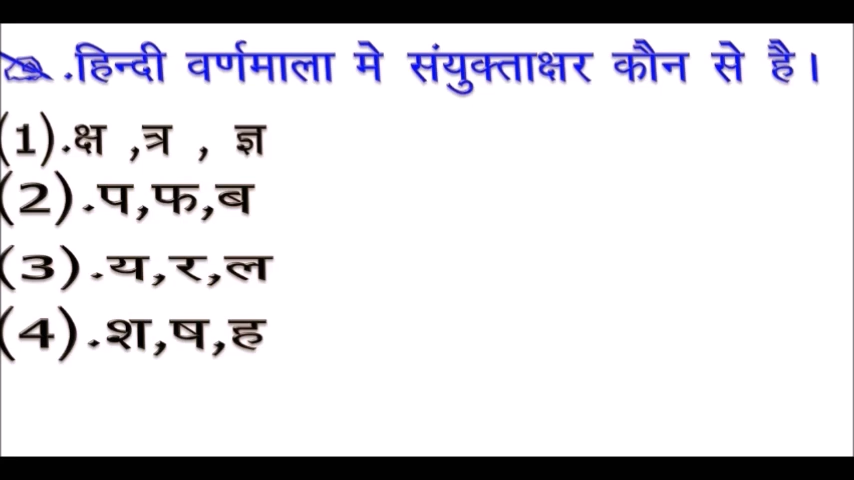 .हिन्दी वर्णमाला मे संयुक्ताक्षर कौन से है।
(1).क्ष ,त्र , ज्ञ
(2).प,फ,ब
(3).य,र,ल
(4).श,ष,ह